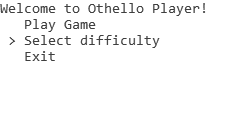 Welcome to Othello Player!
   Play Game
 > Select difficulty
   Exit